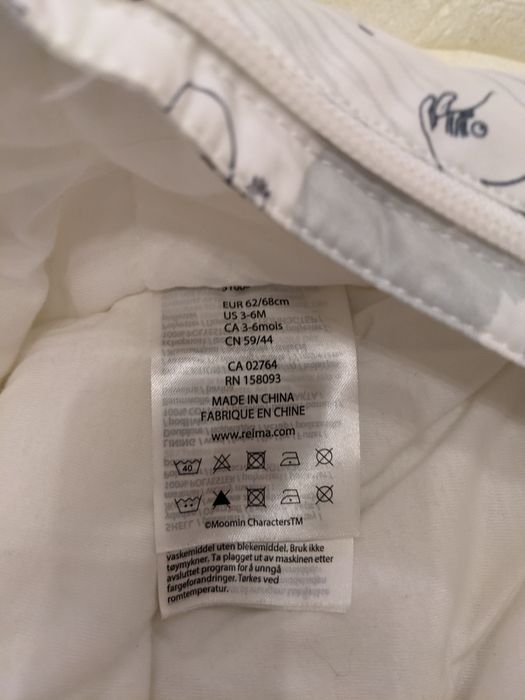 EUR 62/68cm
US 3-6M
CA 3-6mois
CN 59/44
CA 02764
RN 158093
MADE IN CHINA
FABRIQUE EN CHINE
www.reima.com
40
©Moomin Characters™
vaskemiddel uten blekemiddel. Bruk ikke
tøymykner. Ta plagget ut av maskinen etter
avsluttet program for å unngå
fargeforandringer. Tørkes ved
romtemperatur.